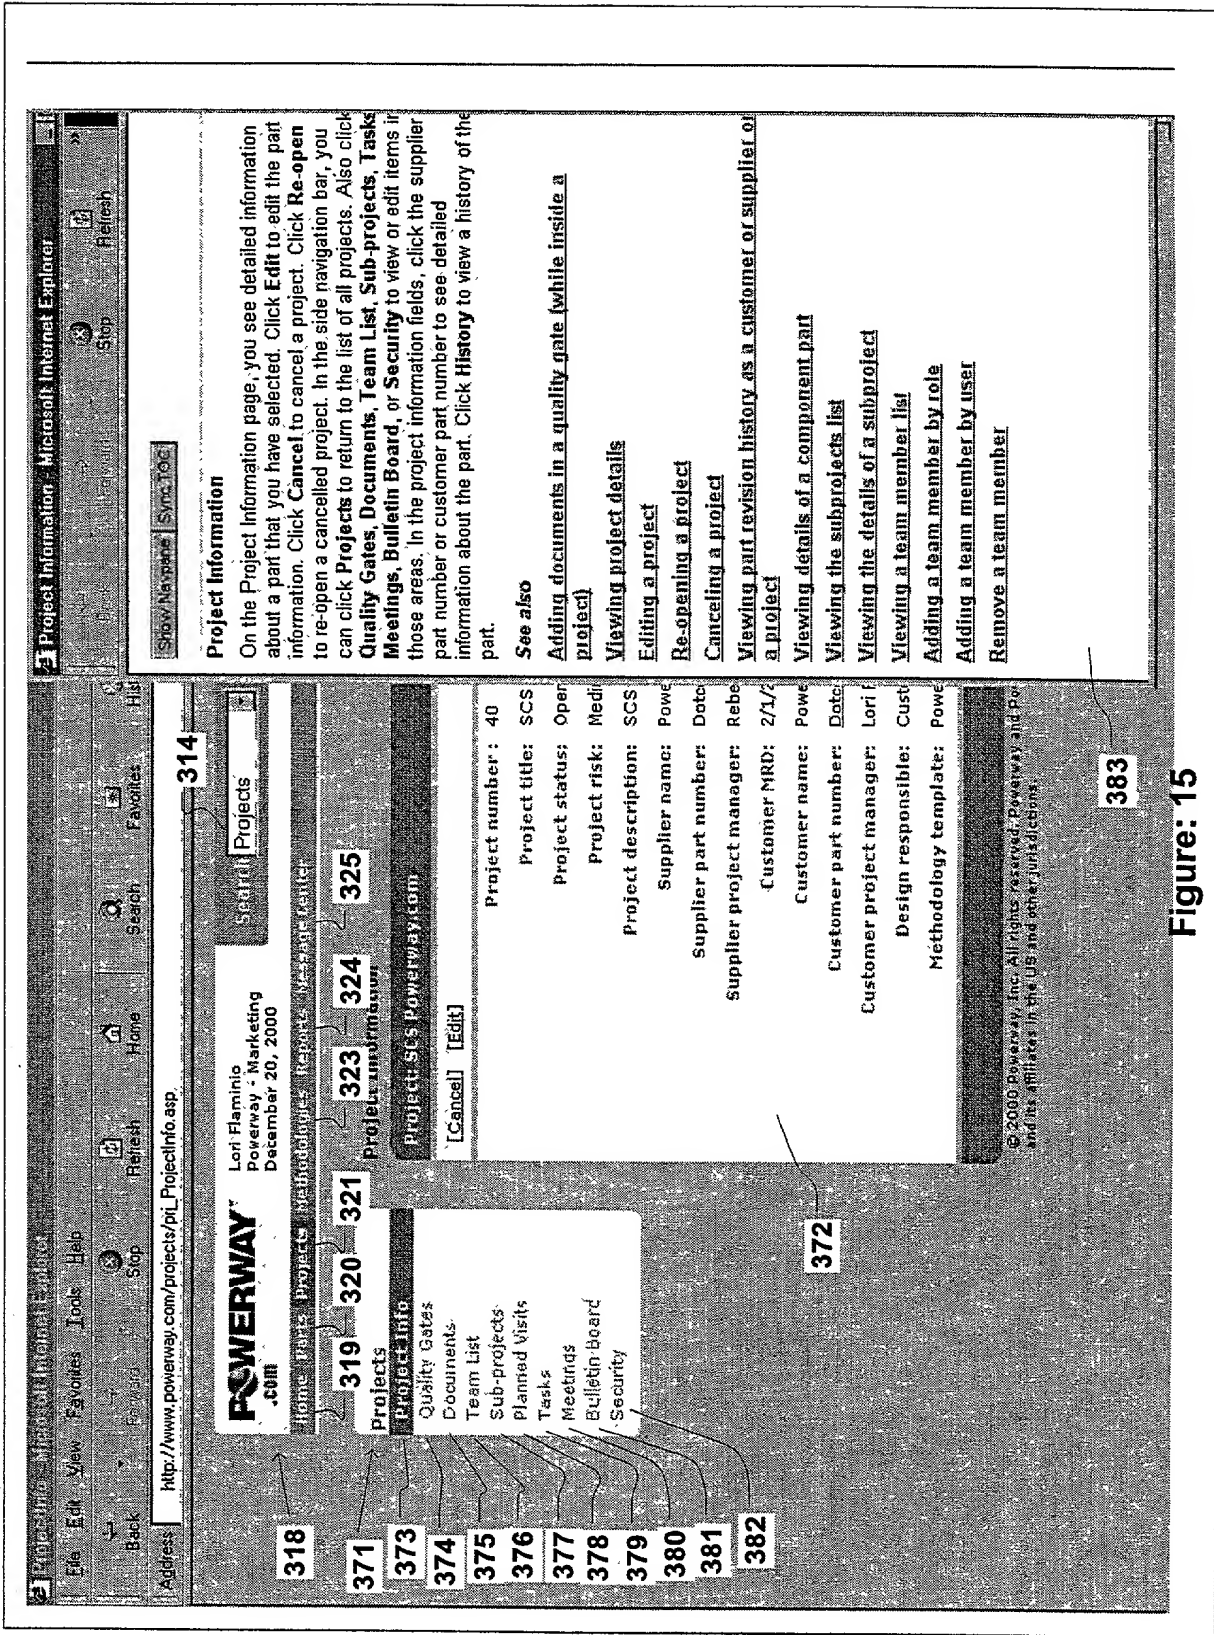 Project Info - Microsoft Internet Explorer
File Edit View Favorites Tools Help
Back Forward Stop Refresh Home Search Favorites His
Address http://www.powerway.com/projects/prj_ProjectInfo.asp
314
POWERWAY
.com
Lori Flaminio
Powerway - Marketing
December 20, 2000
Search Projects
318
Home Parts Projects Methodologies Reports Message Center
319 320 321 323 324 325
371
Projects
Project Information
373
Project Info
374
Quality Gates
375
Documents
376
Team List
377
Sub-projects
378
Planned Visits
379
Tasks
380
Meetings
381
Bulletin Board
382
Security
Project: SCS Powerway.com
[Cancel] [Edit]
Project number: 40
Project title: SCS
Project status: Open
Project risk: Medi
Project description: SCS
Supplier name: Powe
Supplier part number: Dotc
Supplier project manager: Rebe
Customer MRD: 2/1/2
Customer name: Powe
Customer part number: Dotc
Customer project manager: Lori F
Design responsible: Custo
Methodology template: Powe
372
© 2000 Powerway, Inc. All rights reserved. Powerway and Po
and its affiliates in the US and other jurisdictions.
Project Information - Microsoft Internet Explorer
Back Forward Stop Refresh »
Show Navpane Sync TOC
Project Information
On the Project Information page, you see detailed information
about a part that you have selected. Click Edit to edit the part
information. Click Cancel to cancel a project. Click Re-open
to re-open a cancelled project. In the side navigation bar, you
can click Projects to return to the list of all projects. Also click
Quality Gates, Documents, Team List, Sub-projects, Tasks
Meetings, Bulletin Board, or Security to view or edit items in
those areas. In the project information fields, click the supplier
part number or customer part number to see detailed
information about the part. Click History to view a history of the
part.
See also
Adding documents in a quality gate (while inside a
project)
Viewing project details
Editing a project
Re-opening a project
Canceling a project
Viewing part revision history as a customer or supplier or
a project
Viewing details of a component part
Viewing the subprojects list
Viewing the details of a subproject
Viewing a team member list
Adding a team member by role
Adding a team member by user
Remove a team member
383
Figure: 15